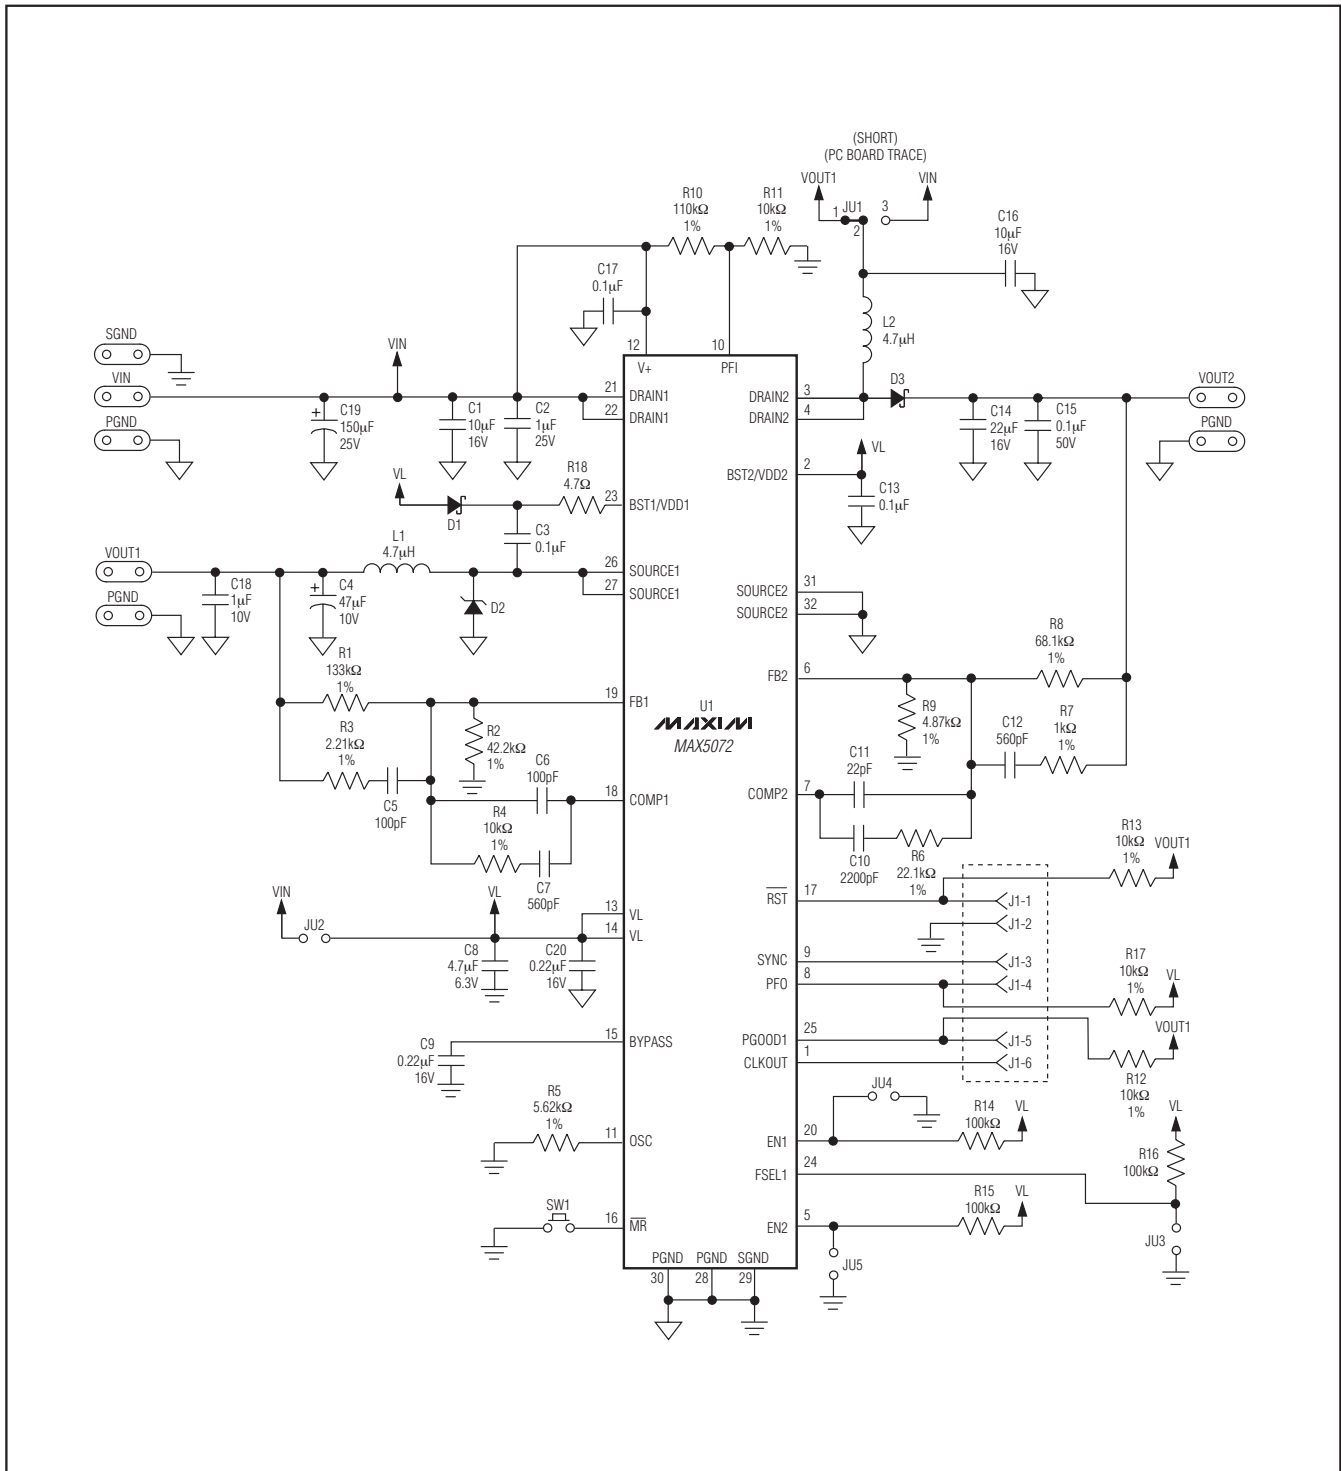 (SHORT)
(PC BOARD TRACE)
VOUT1
VIN
JU1
1
2
3
R10
110kΩ
1%
R11
10kΩ
1%
C16
10µF
16V
C17
0.1µF
L2
4.7µH
SGND
VIN
PGND
VIN
12
V+
10
PFI
C19
150µF
25V
+
C1
10µF
16V
C2
1µF
25V
21
DRAIN1
22
DRAIN1
DRAIN2
3
DRAIN2
4
D3
C14
22µF
16V
C15
0.1µF
50V
VOUT2
PGND
VL
D1
R18
4.7Ω
23
BST1/VDD1
C3
0.1µF
BST2/VDD2
2
VL
C13
0.1µF
VOUT1
PGND
C18
1µF
10V
+
C4
47µF
10V
L1
4.7µH
D2
26
SOURCE1
27
SOURCE1
SOURCE2
31
SOURCE2
32
R1
133kΩ
1%
R3
2.21kΩ
1%
C5
100pF
R2
42.2kΩ
1%
19
FB1
C6
100pF
18
COMP1
R4
10kΩ
1%
C7
560pF
U1
MAXIM
MAX5072
FB2
6
R8
68.1kΩ
1%
R9
4.87kΩ
1%
C12
560pF
R7
1kΩ
1%
COMP2
7
C11
22pF
C10
2200pF
R6
22.1kΩ
1%
VIN
JU2
VL
13
VL
14
VL
C8
4.7µF
6.3V
C20
0.22µF
16V
RST
17
J1-1
J1-2
R13
10kΩ
1%
VOUT1
SYNC
9
J1-3
PFO
8
J1-4
R17
10kΩ
1%
VL
PGOOD1
25
J1-5
CLKOUT
1
J1-6
VOUT1
R12
10kΩ
1%
C9
0.22µF
16V
15
BYPASS
R5
5.62kΩ
1%
11
OSC
SW1
16
MR
JU4
EN1
20
R14
100kΩ
VL
FSEL1
24
VL
R16
100kΩ
JU3
EN2
5
R15
100kΩ
VL
JU5
PGND
PGND
SGND
30
28
29